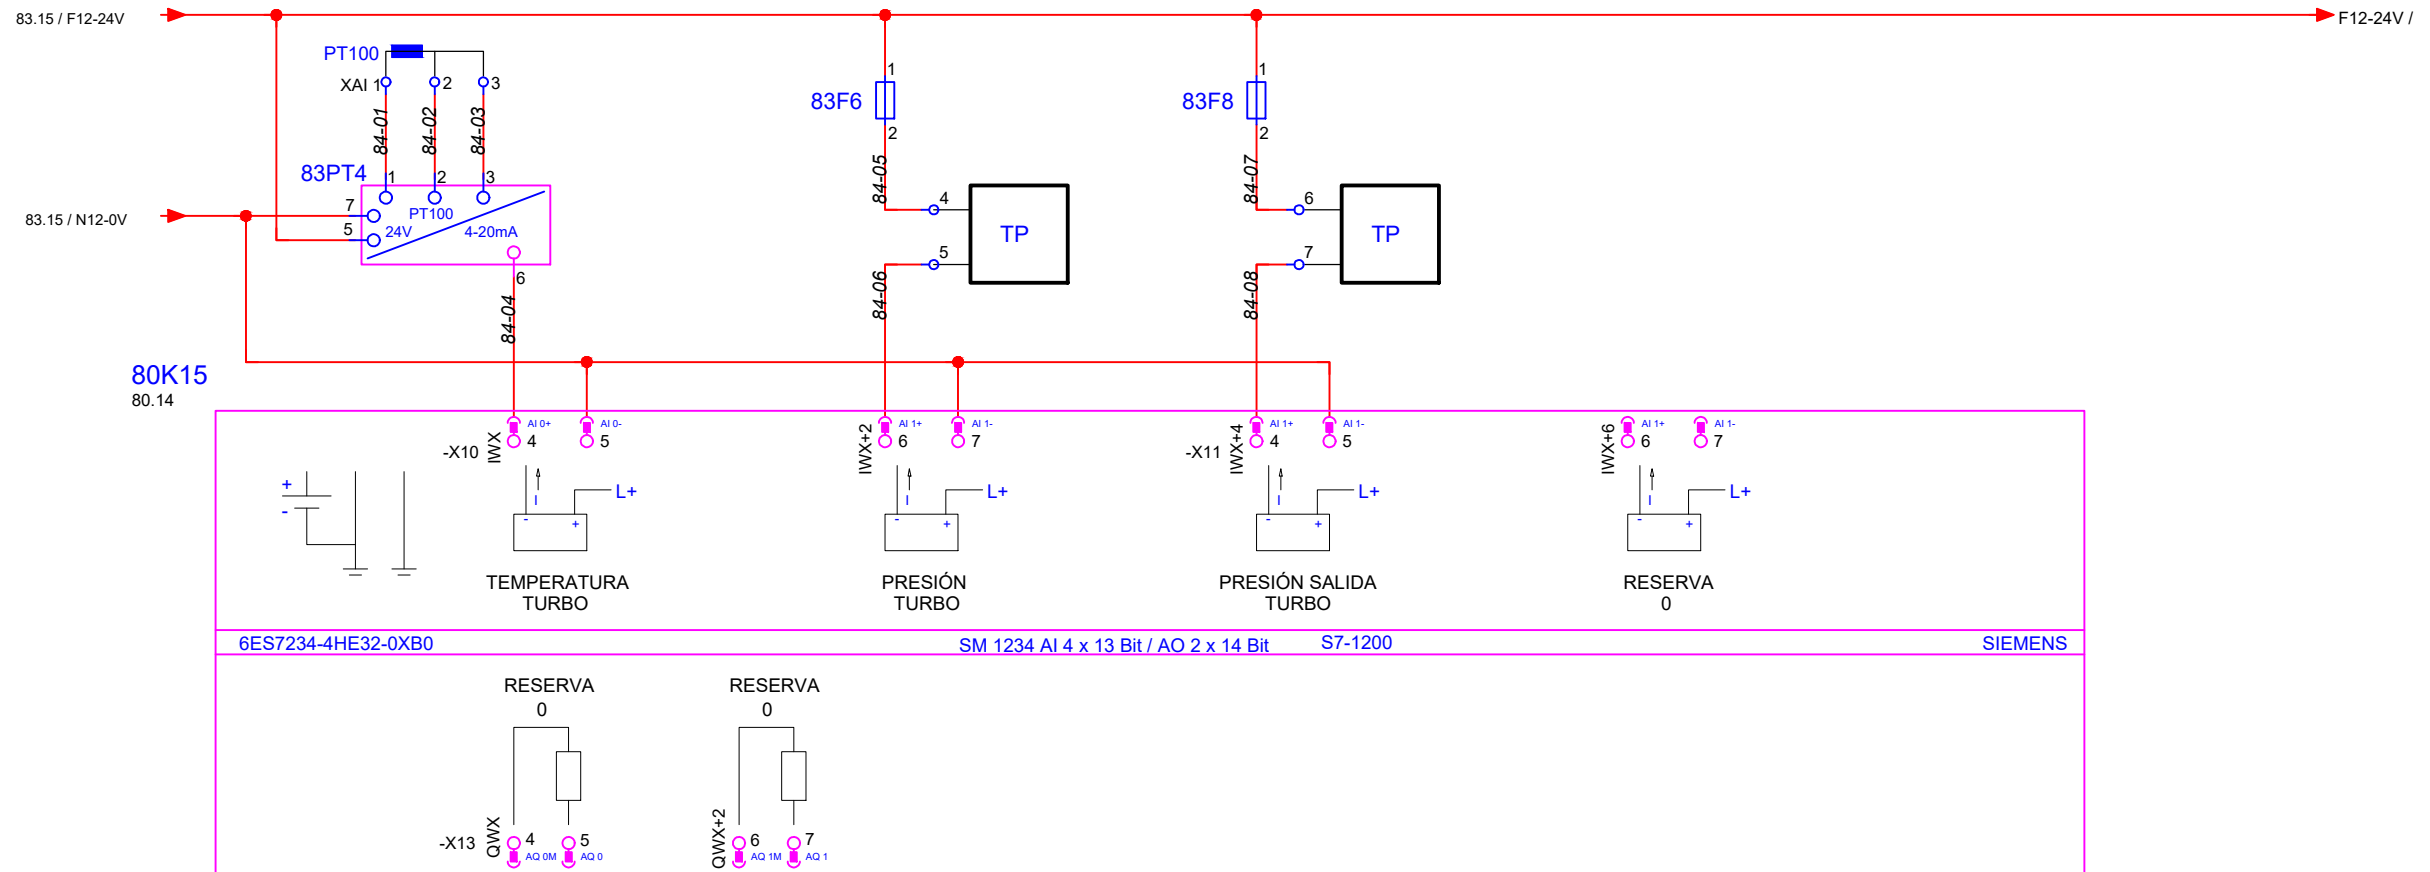 83.15 / F12-24V
F12-24V /
PT100
XAI 1
2
3
84-01
84-02
84-03
83PT4
1
2
3
7
PT100
5
24V
4-20mA
6
84-04
83.15 / N12-0V
1
83F6
2
84-05
4
TP
5
84-06
1
83F8
2
84-07
6
TP
7
84-08
80K15
80.14
-X10
IWX
AI 0+
4
AI 0-
5
IWX+2
AI 1+
6
AI 1-
7
-X11
IWX+4
AI 1+
4
AI 1-
5
IWX+6
AI 1+
6
AI 1-
7
+
-
I
L+
-
+
I
L+
-
+
I
L+
-
+
I
L+
-
+
TEMPERATURA
TURBO
PRESIÓN
TURBO
PRESIÓN SALIDA
TURBO
RESERVA
0
6ES7234-4HE32-0XB0
SM 1234 AI 4 x 13 Bit / AO 2 x 14 Bit
S7-1200
SIEMENS
RESERVA
0
RESERVA
0
-X13
QWX
4
AQ 0M
5
AQ 0
QWX+2
6
AQ 1M
7
AQ 1